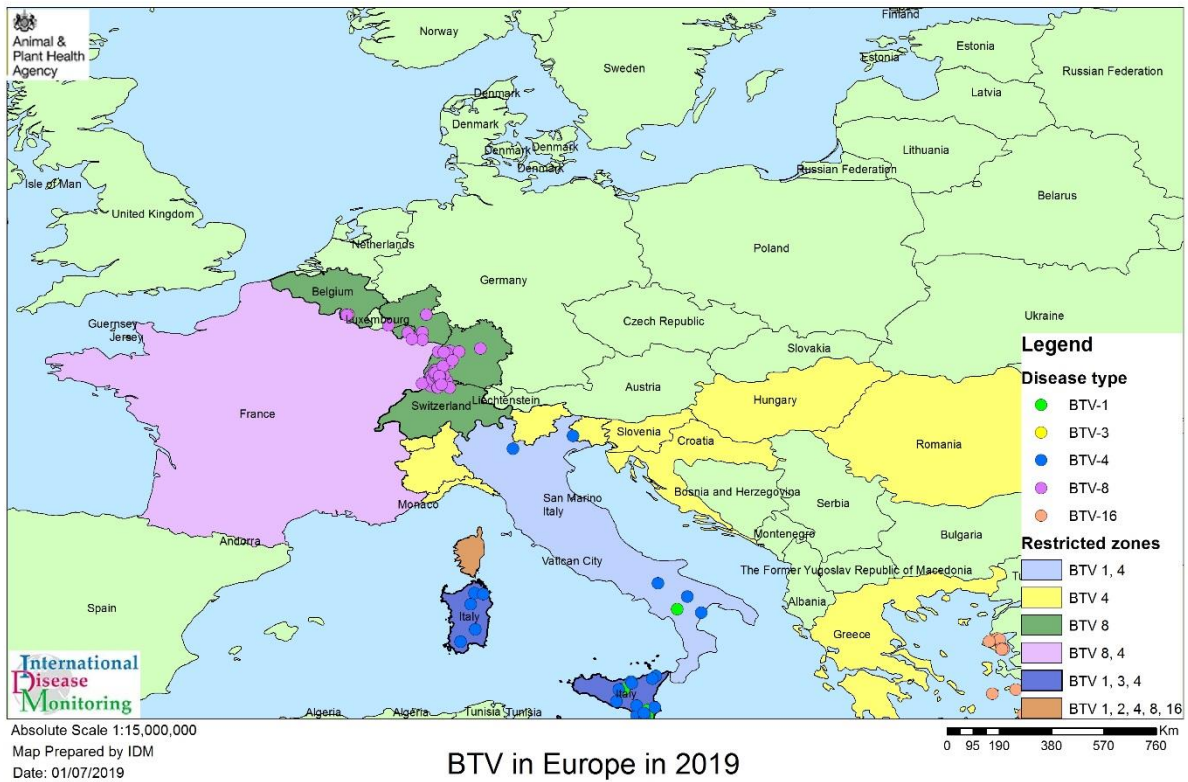 Animal &
Plant Health
Agency
Norway
Finland
Estonia
Estonia
Russian Federation
Sweden
Latvia
Denmark
Denmark
Denmark
Denmark
Denmark
Lithuania
Russian Federation
Isle of Man
Belarus
United Kingdom
Netherlands
Poland
Germany
Belgium
Luxembourg
Czech Republic
Ukraine
Guernsey
Jersey
Slovakia
Austria
Liechtenstein
Switzerland
Hungary
France
Slovenia
Croatia
Romania
San Marino
Italy
Bosnia and Herzegovina
Serbia
Monaco
Andorra
Montenegro
Bulgaria
Vatican City
The Former Yugoslav Republic of Macedonia
Albania
Spain
Italy
Greece
Italy
Algeria
Algeria
Tunisia
Tunisia
Legend
Disease type
BTV-1
BTV-3
BTV-4
BTV-8
BTV-16
Restricted zones
BTV 1, 4
BTV 4
BTV 8
BTV 8, 4
BTV 1, 3, 4
BTV 1, 2, 4, 8, 16
International
Disease
Monitoring
Absolute Scale 1:15,000,000
Map Prepared by IDM
Date: 01/07/2019
BTV in Europe in 2019
Km
0 95 190 380 570 760